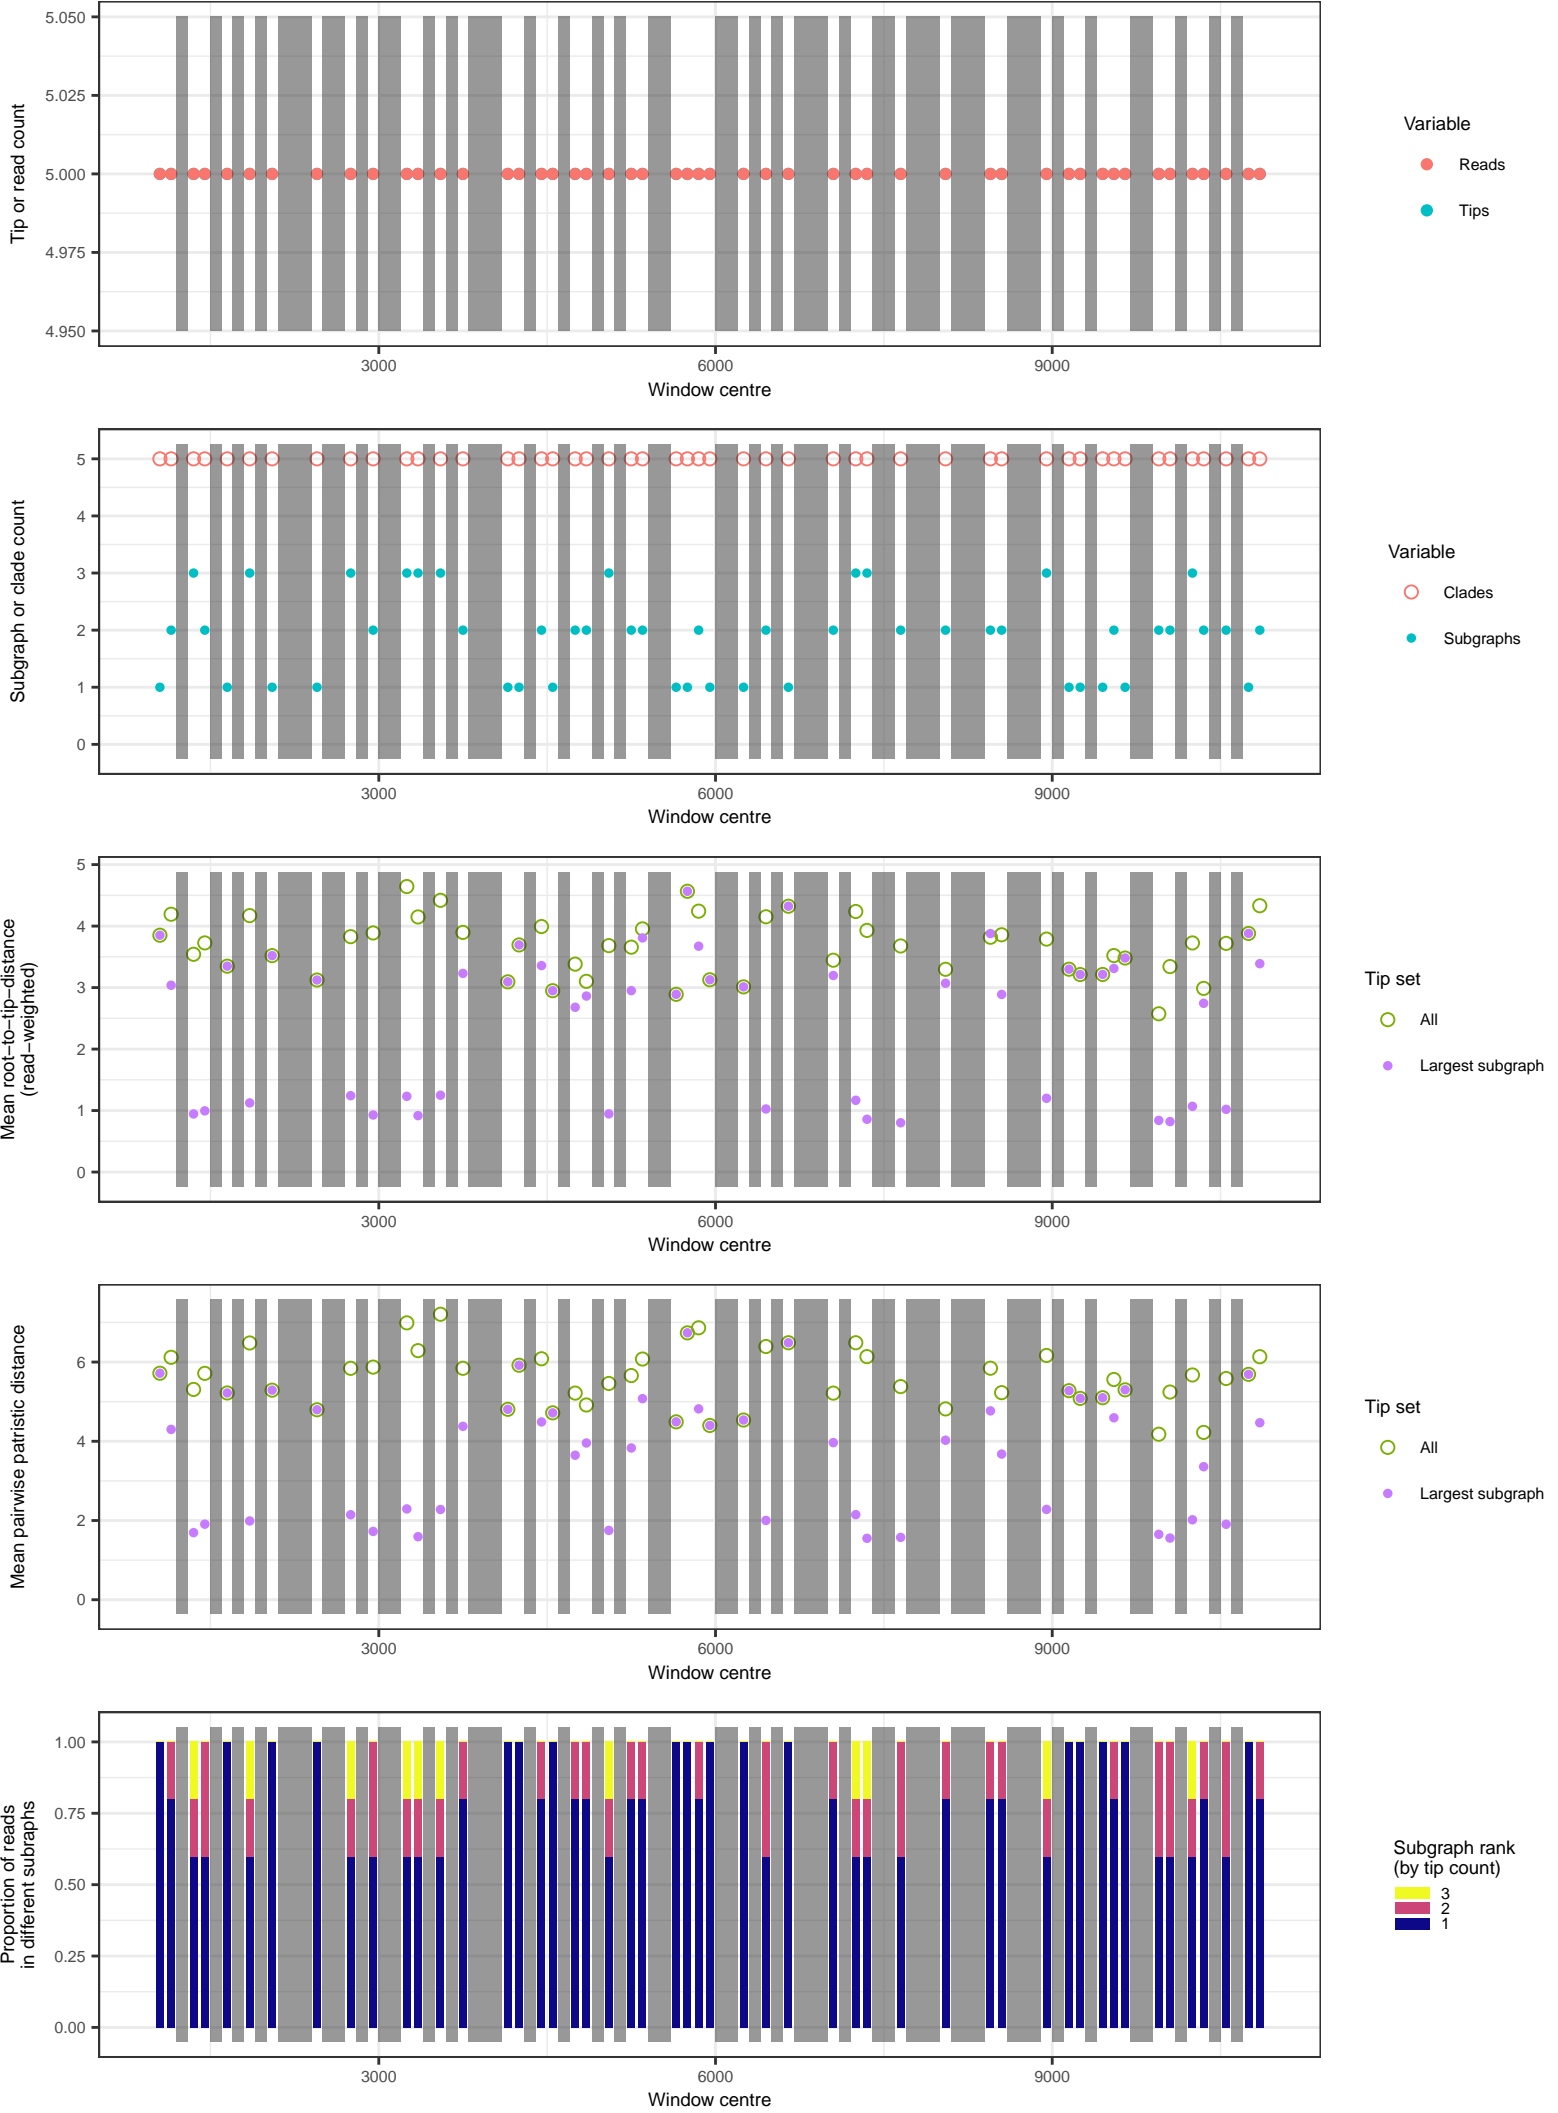 5.050
5.025
5.000
4.975
4.950
Tip or read count
3000 6000 9000
Window centre
Variable
Reads
Tips
5
4
3
2
1
0
Subgraph or clade count
3000 6000 9000
Window centre
Variable
Clades
Subgraphs
5
4
3
2
1
0
Mean root−to−tip−distance
(read−weighted)
3000 6000 9000
Window centre
Tip set
All
Largest subgraph
6
4
2
0
Mean pairwise patristic distance
3000 6000 9000
Window centre
Tip set
All
Largest subgraph
1.00
0.75
0.50
0.25
0.00
Proportion of reads
in different subraphs
3000 6000 9000
Window centre
Subgraph rank
(by tip count)
3
2
1